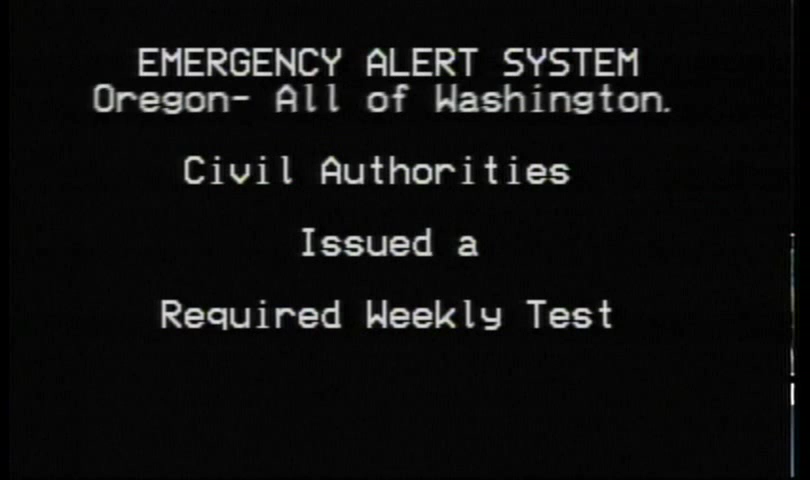 EMERGENCY ALERT SYSTEM
Oregon- All of Washington.
Civil Authorities
Issued a
Required Weekly Test